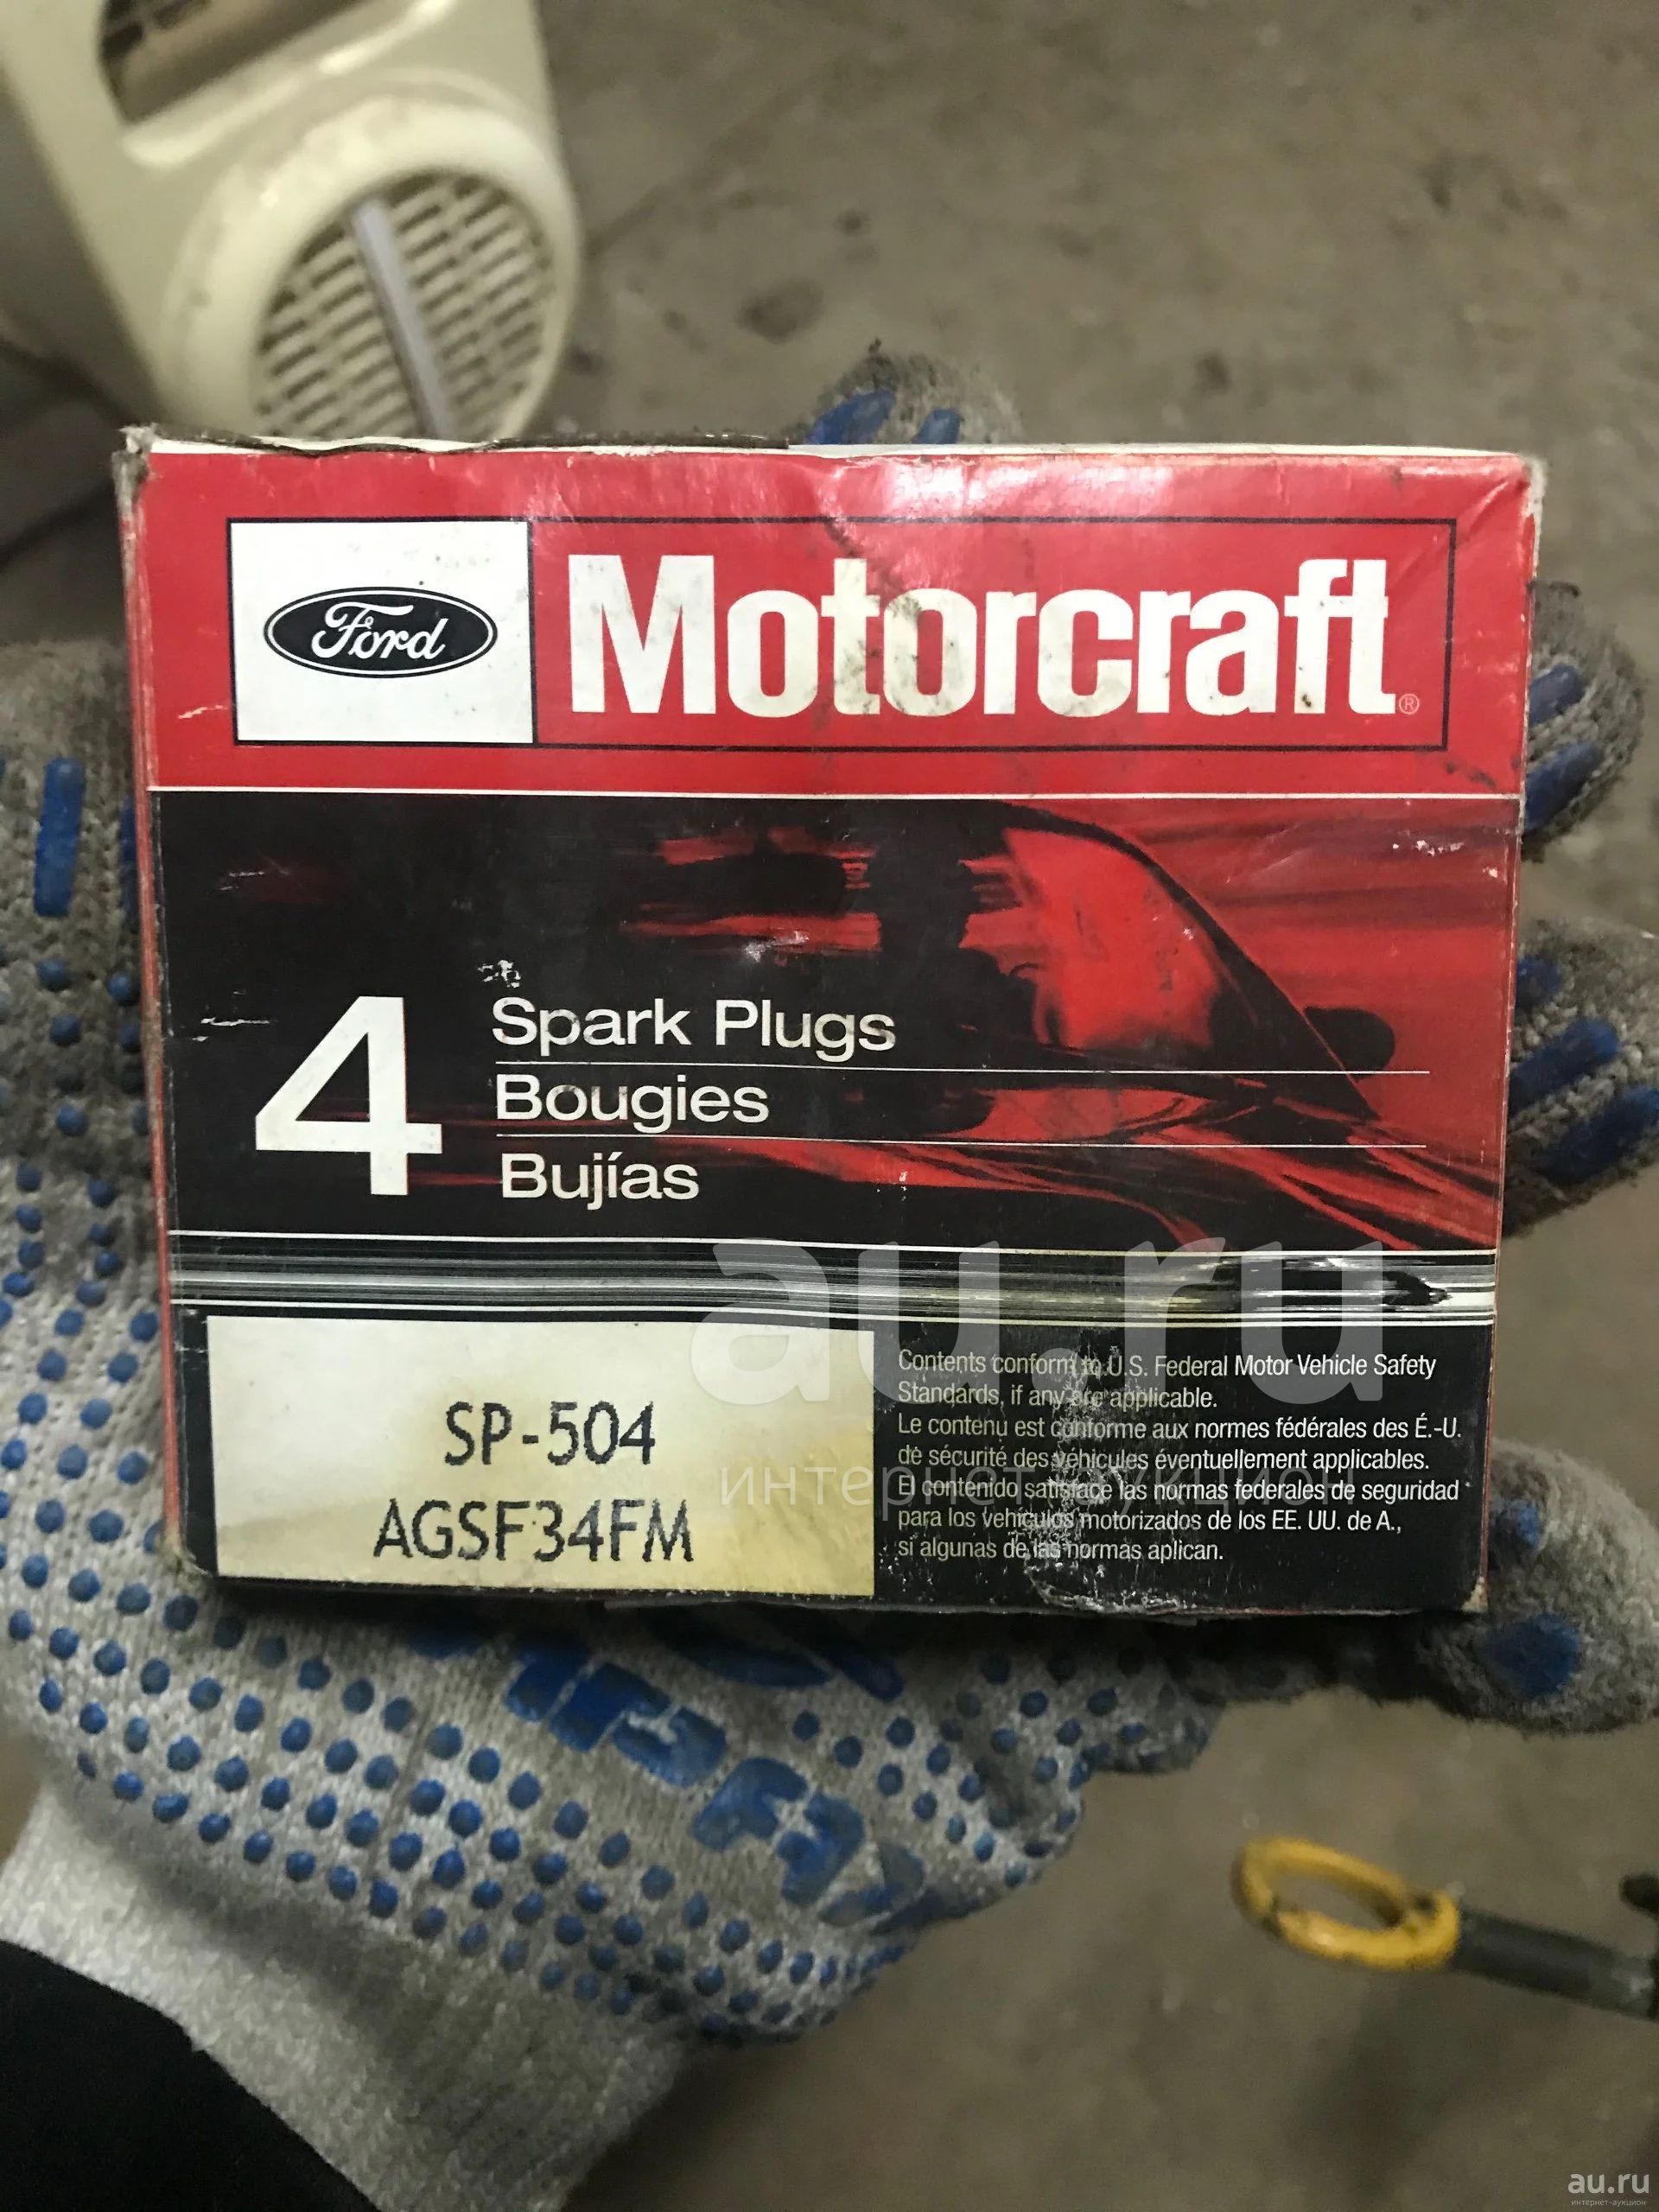 Ford
Motorcraft®
4
Spark Plugs
Bougies
Bujías
au.ru
интернет-аукцион
SP-504
AGSF34FM
Contents conform to U.S. Federal Motor Vehicle Safety
Standards, if any are applicable.
Le contenu est conforme aux normes fédérales des É.-U.
de sécurité des véhicules éventuellement applicables.
El contenido satisface las normas federales de seguridad
para los vehículos motorizados de los EE. UU. de A.,
si algunas de las normas aplican.
au.ru
интернет-аукцион